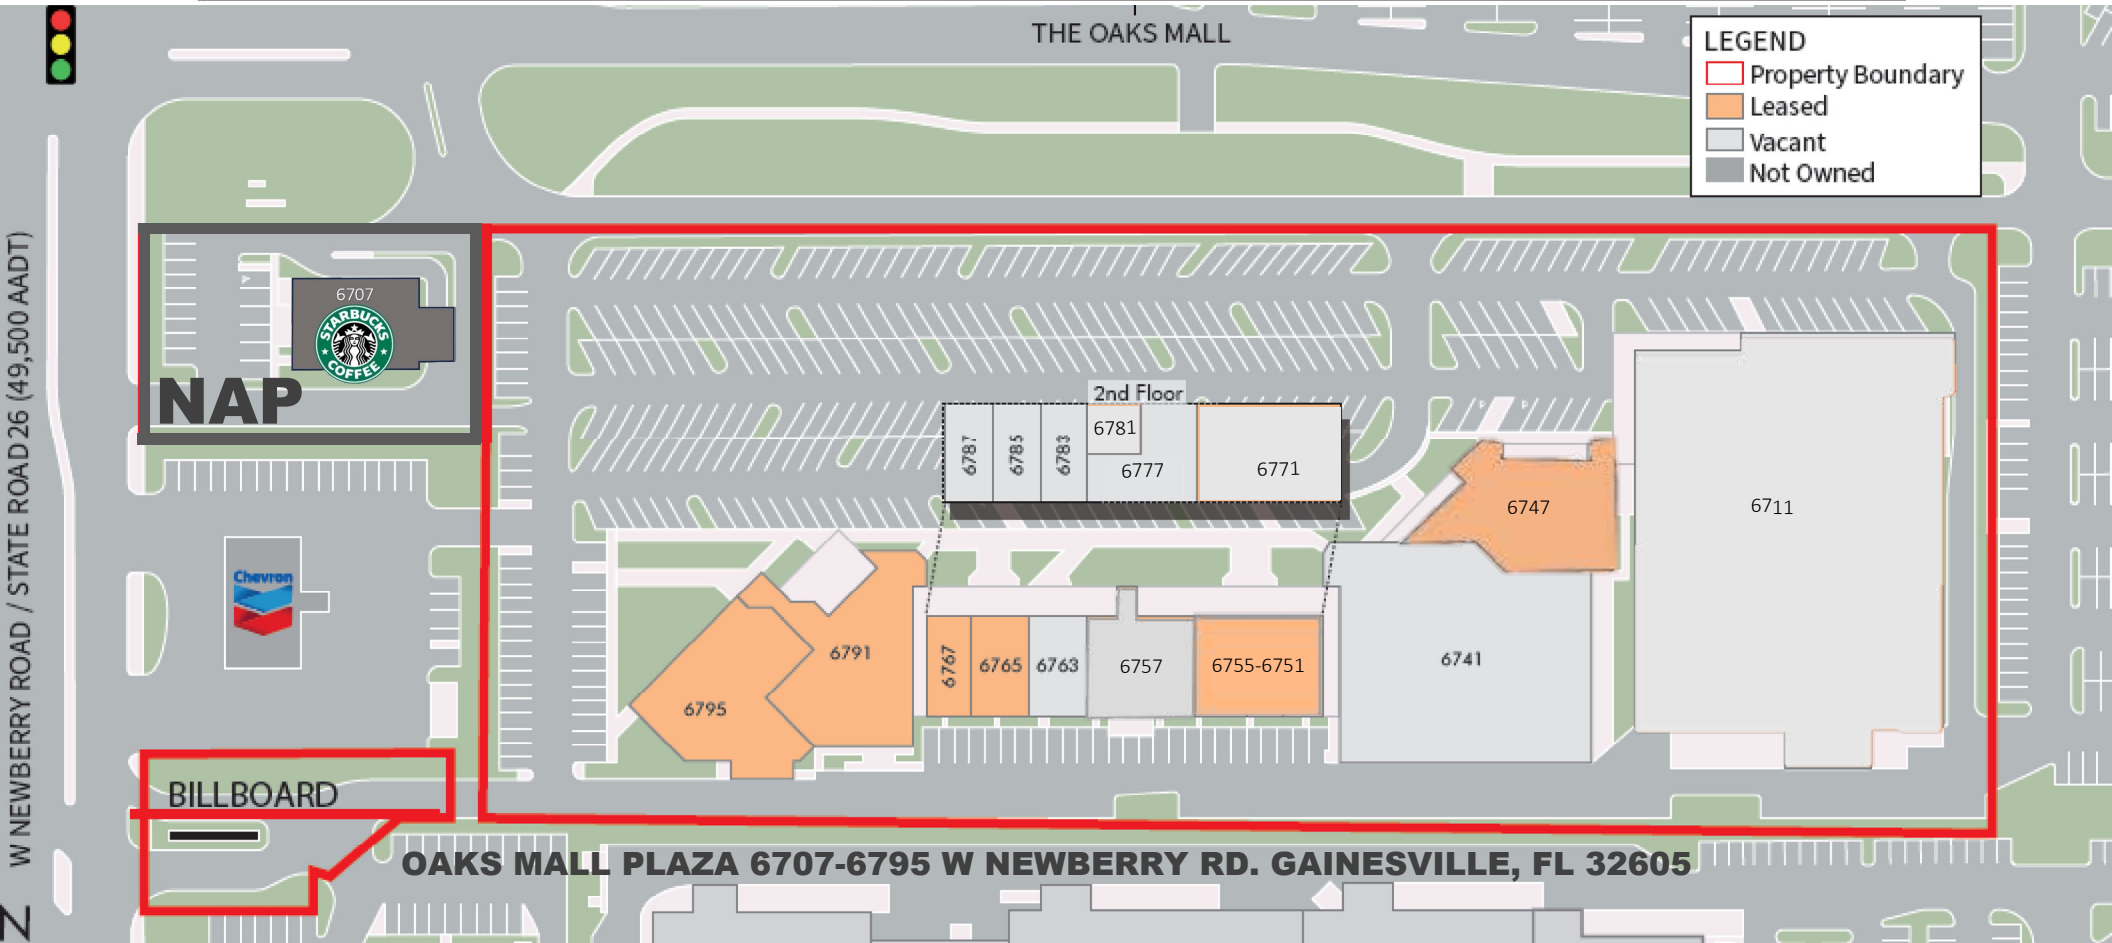 THE OAKS MALL
LEGEND
Property Boundary
Leased
Vacant
Not Owned
W NEWBERRY ROAD / STATE ROAD 26 (49,500 AADT)
6707
STARBUCKS
COFFEE
NAP
2nd Floor
6787
6785
6783
6781
6777
6771
P
P
P
6747
6711
Chevron
6791
6795
6767
6765
6763
6757
6755-6751
6741
BILLBOARD
OAKS MALL PLAZA 6707-6795 W NEWBERRY RD. GAINESVILLE, FL 32605
Z